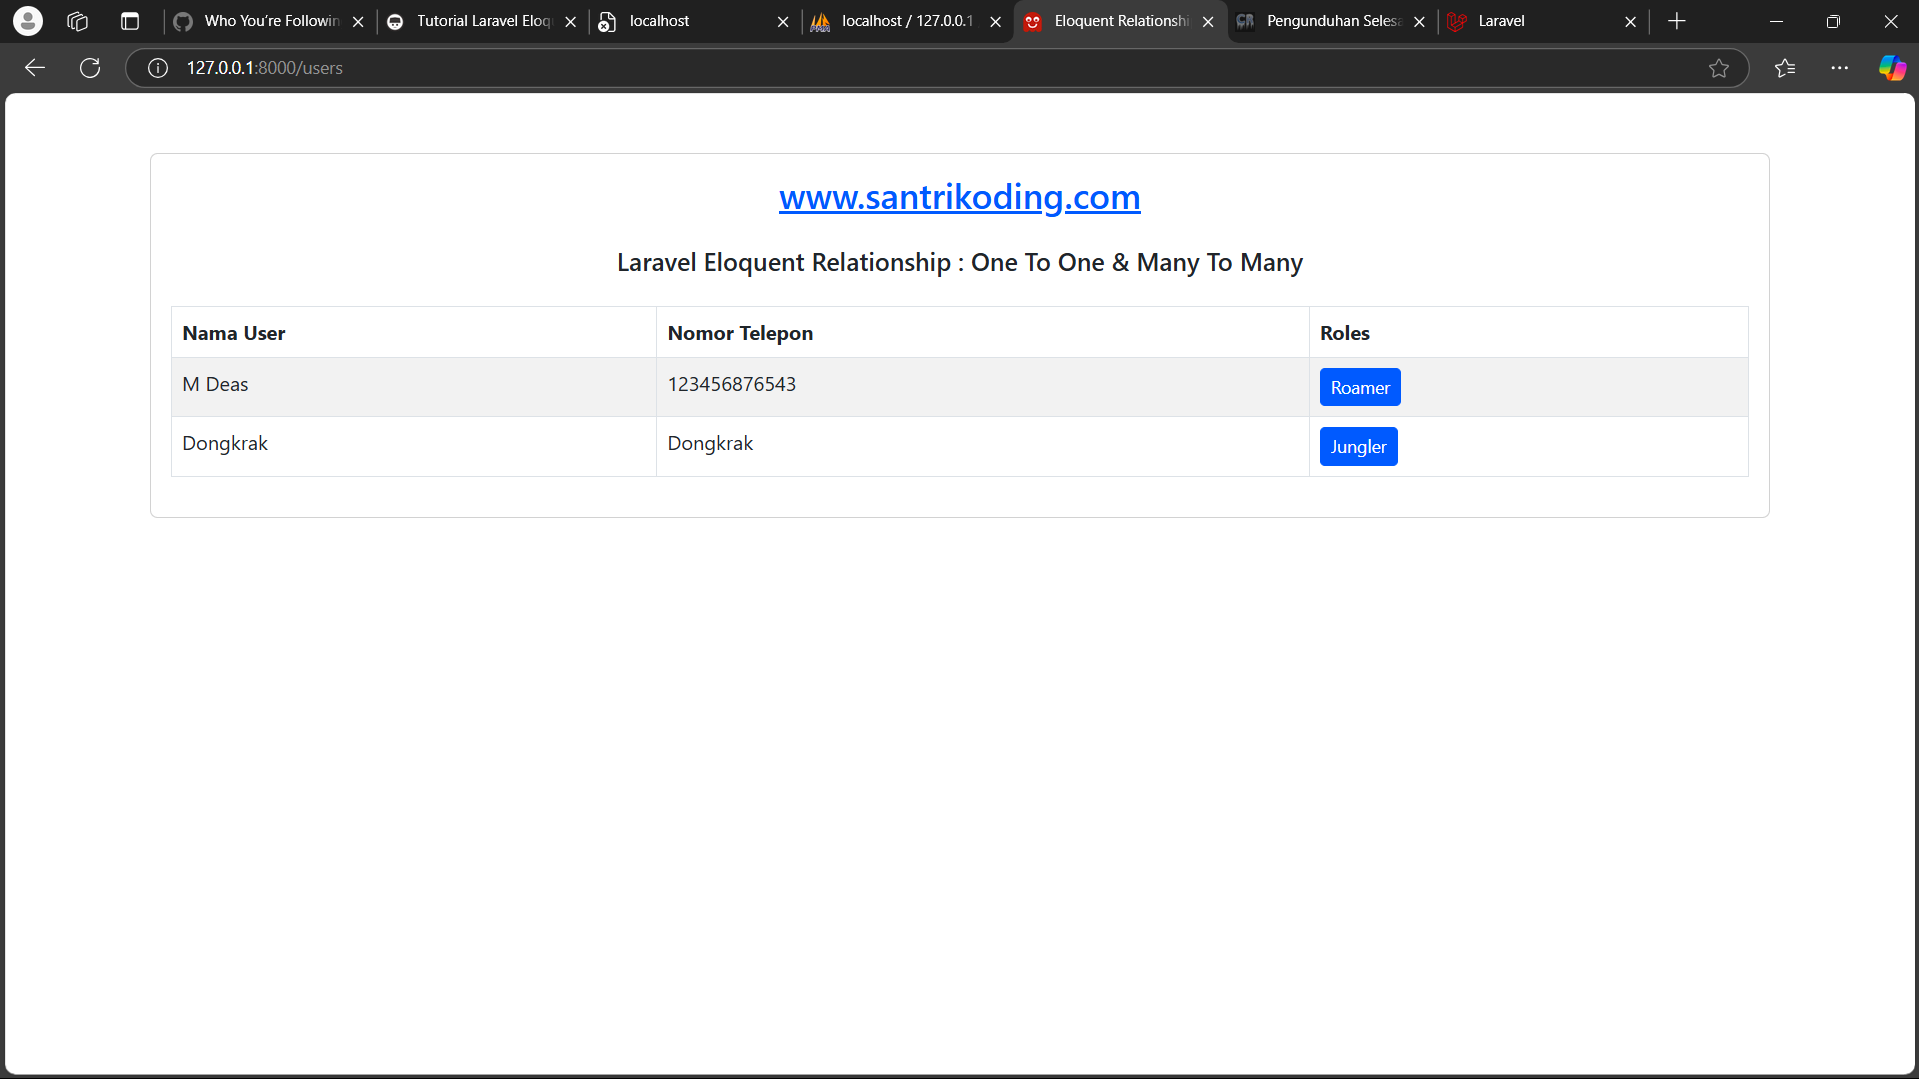 Who You're Followin
Tutorial Laravel Eloq
localhost
localhost / 127.0.0.1
Eloquent Relationshi
Pengunduhan Selesa
Laravel
127.0.0.1:8000/users
www.santrikoding.com
Laravel Eloquent Relationship : One To One & Many To Many
Nama User Nomor Telepon Roles
M Deas 123456876543 Roamer
Dongkrak Dongkrak Jungler